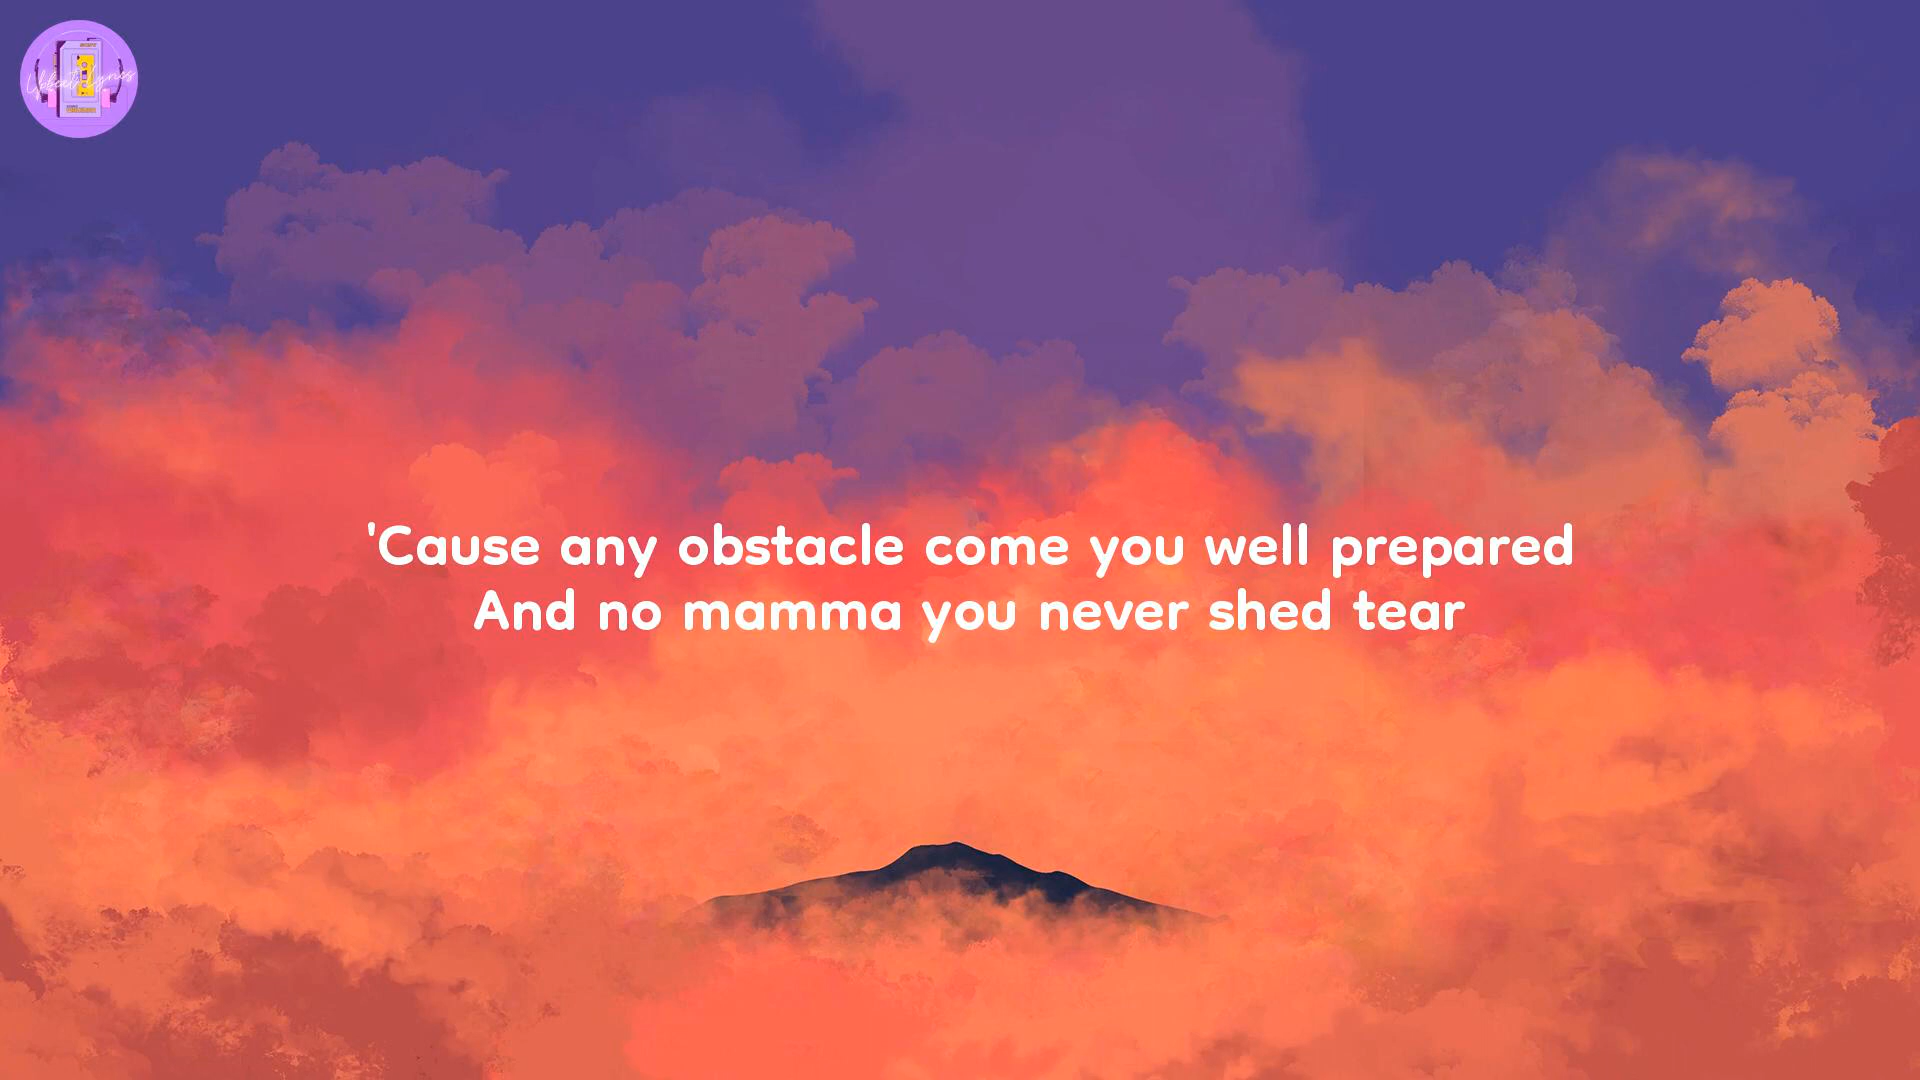 'Cause any obstacle come you well prepared
And no mamma you never shed tear